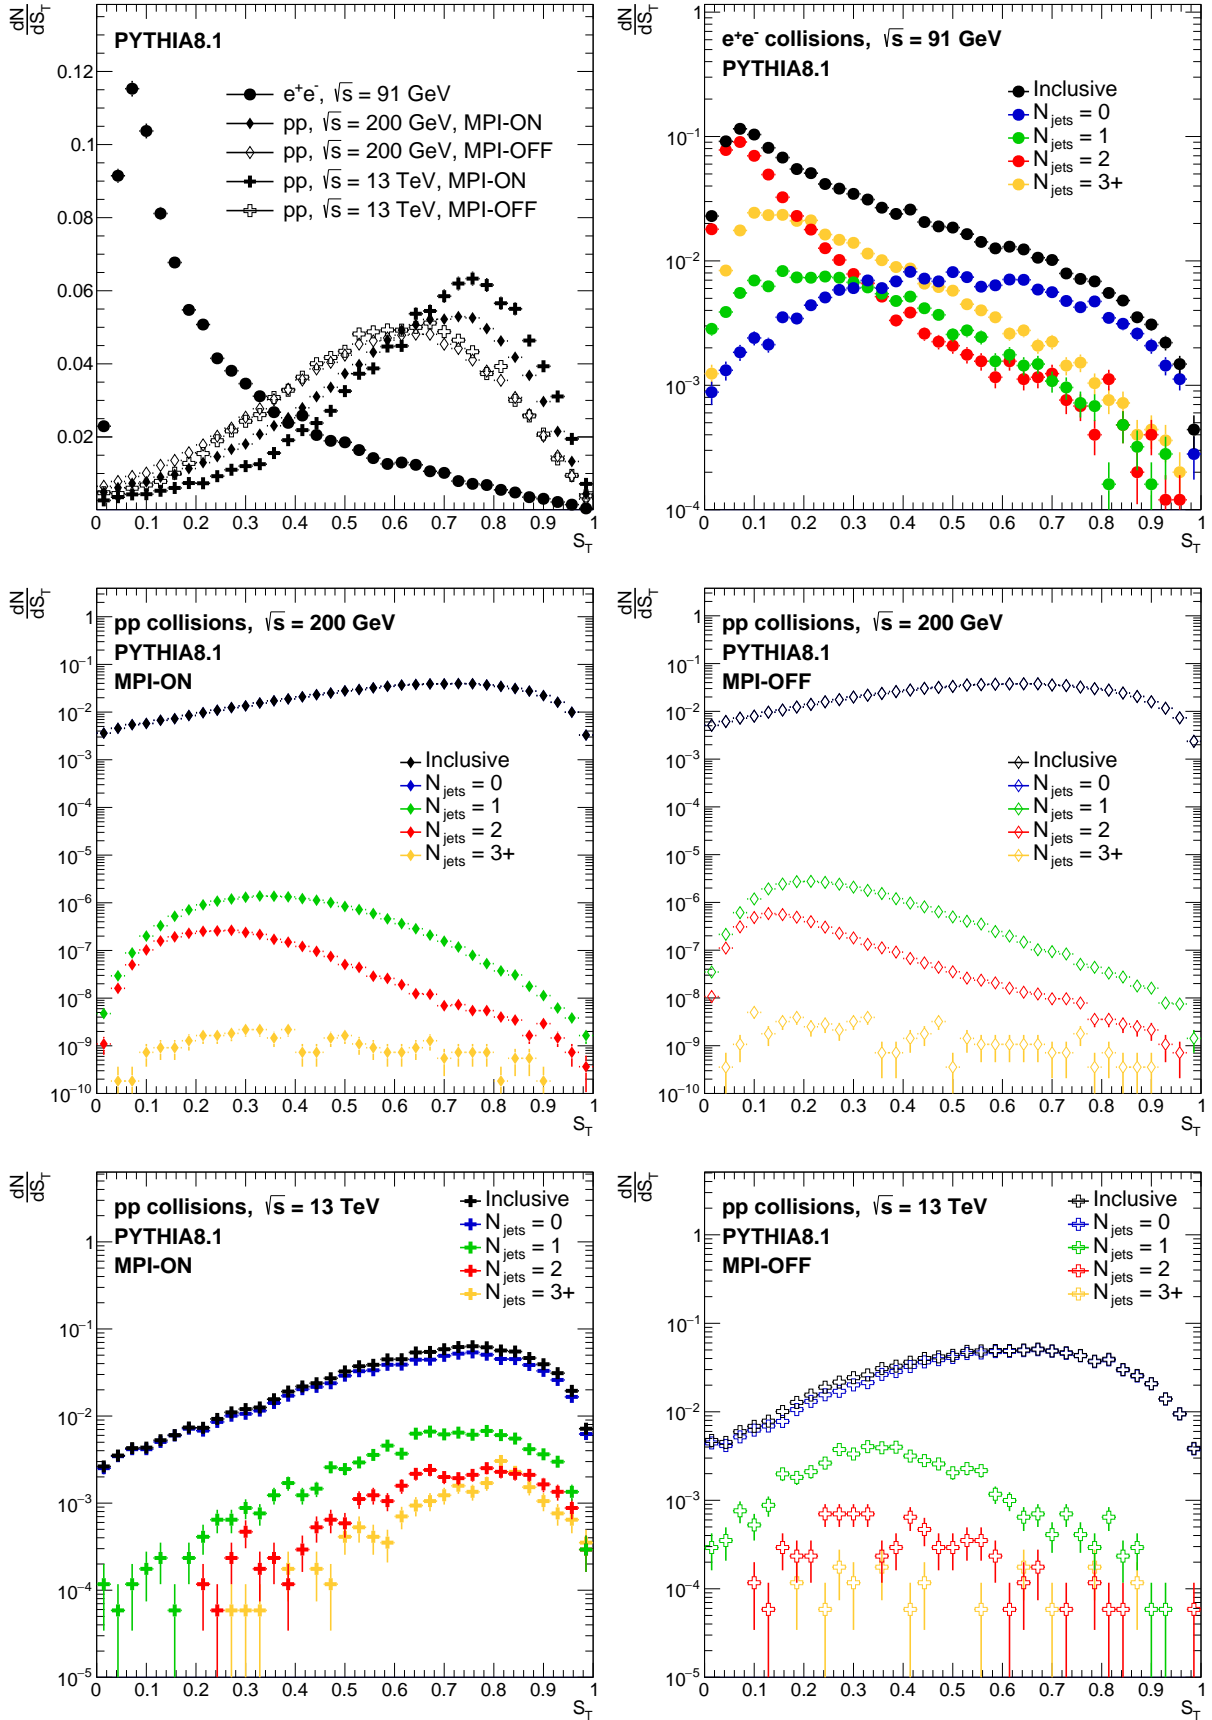 dN
dS_T
PYTHIA8.1
e⁺e⁻, √s = 91 GeV
pp, √s = 200 GeV, MPI-ON
pp, √s = 200 GeV, MPI-OFF
pp, √s = 13 TeV, MPI-ON
pp, √s = 13 TeV, MPI-OFF
0.12
0.1
0.08
0.06
0.04
0.02
0 0.1 0.2 0.3 0.4 0.5 0.6 0.7 0.8 0.9 1
S_T
dN
dS_T
e⁺e⁻ collisions, √s = 91 GeV
PYTHIA8.1
Inclusive
N_jets = 0
N_jets = 1
N_jets = 2
N_jets = 3+
1
10⁻¹
10⁻²
10⁻³
10⁻⁴
0 0.1 0.2 0.3 0.4 0.5 0.6 0.7 0.8 0.9 1
S_T
dN
dS_T
pp collisions, √s = 200 GeV
PYTHIA8.1
MPI-ON
Inclusive
N_jets = 0
N_jets = 1
N_jets = 2
N_jets = 3+
1
10⁻¹
10⁻²
10⁻³
10⁻⁴
10⁻⁵
10⁻⁶
10⁻⁷
10⁻⁸
10⁻⁹
10⁻¹⁰
0 0.1 0.2 0.3 0.4 0.5 0.6 0.7 0.8 0.9 1
S_T
dN
dS_T
pp collisions, √s = 200 GeV
PYTHIA8.1
MPI-OFF
Inclusive
N_jets = 0
N_jets = 1
N_jets = 2
N_jets = 3+
1
10⁻¹
10⁻²
10⁻³
10⁻⁴
10⁻⁵
10⁻⁶
10⁻⁷
10⁻⁸
10⁻⁹
10⁻¹⁰
0 0.1 0.2 0.3 0.4 0.5 0.6 0.7 0.8 0.9 1
S_T
dN
dS_T
pp collisions, √s = 13 TeV
PYTHIA8.1
MPI-ON
Inclusive
N_jets = 0
N_jets = 1
N_jets = 2
N_jets = 3+
1
10⁻¹
10⁻²
10⁻³
10⁻⁴
10⁻⁵
0 0.1 0.2 0.3 0.4 0.5 0.6 0.7 0.8 0.9 1
S_T
dN
dS_T
pp collisions, √s = 13 TeV
PYTHIA8.1
MPI-OFF
Inclusive
N_jets = 0
N_jets = 1
N_jets = 2
N_jets = 3+
1
10⁻¹
10⁻²
10⁻³
10⁻⁴
10⁻⁵
0 0.1 0.2 0.3 0.4 0.5 0.6 0.7 0.8 0.9 1
S_T